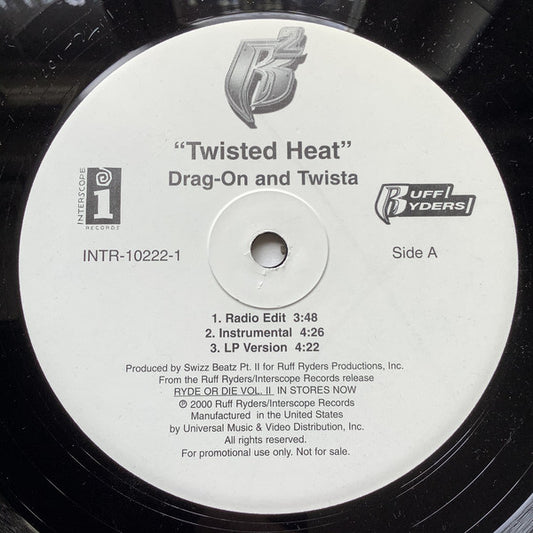 R2
"Twisted Heat"
Drag-On and Twista
INTERSCOPE
i
RECORDS
RUFF
RYDERS!
INTR-10222-1
Side A
1. Radio Edit 3:48
2. Instrumental 4:26
3. LP Version 4:22
Produced by Swizz Beatz Pt. II for Ruff Ryders Productions, Inc.
From the Ruff Ryders/Interscope Records release
RYDE OR DIE VOL. II IN STORES NOW
℗ 2000 Ruff Ryders/Interscope Records
Manufactured in the United States
by Universal Music & Video Distribution, Inc.
All rights reserved.
For promotional use only. Not for sale.